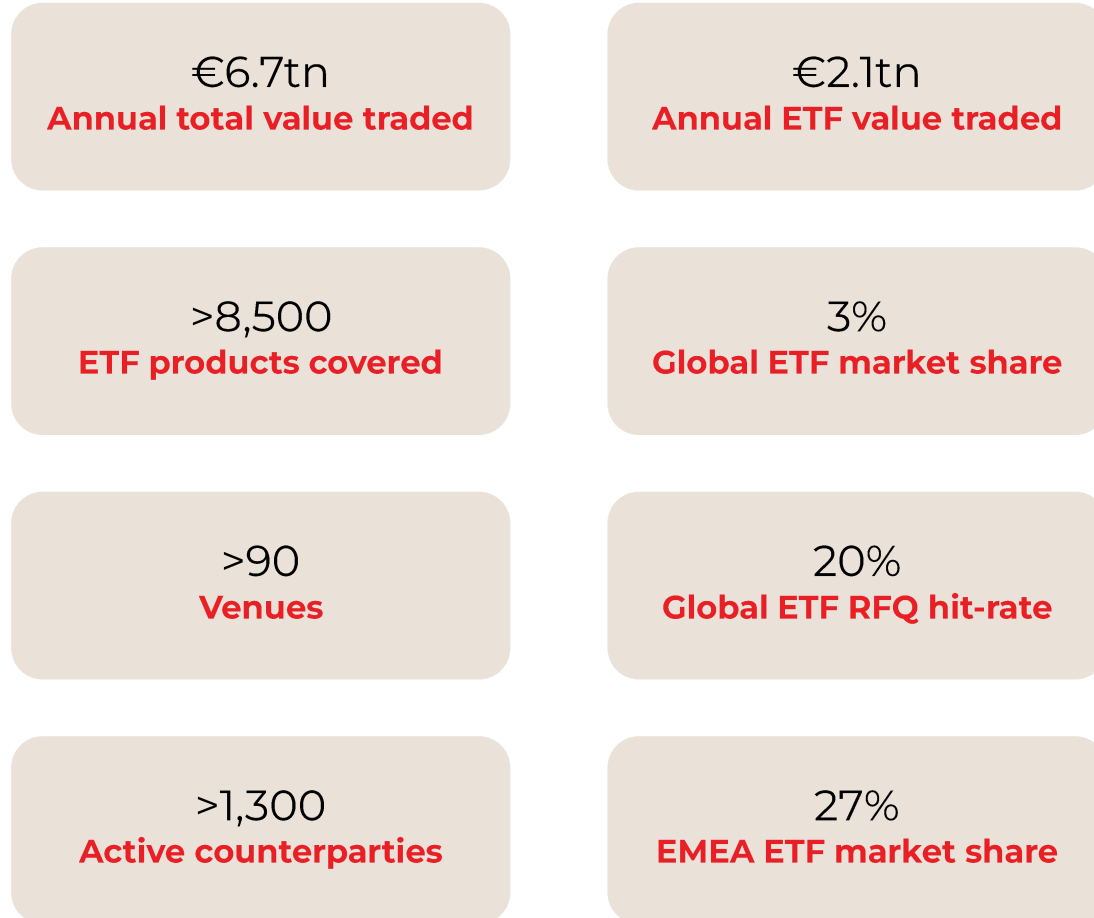 €6.7tn
Annual total value traded
€2.1tn
Annual ETF value traded
>8,500
ETF products covered
3%
Global ETF market share
>90
Venues
20%
Global ETF RFQ hit-rate
>1,300
Active counterparties
27%
EMEA ETF market share